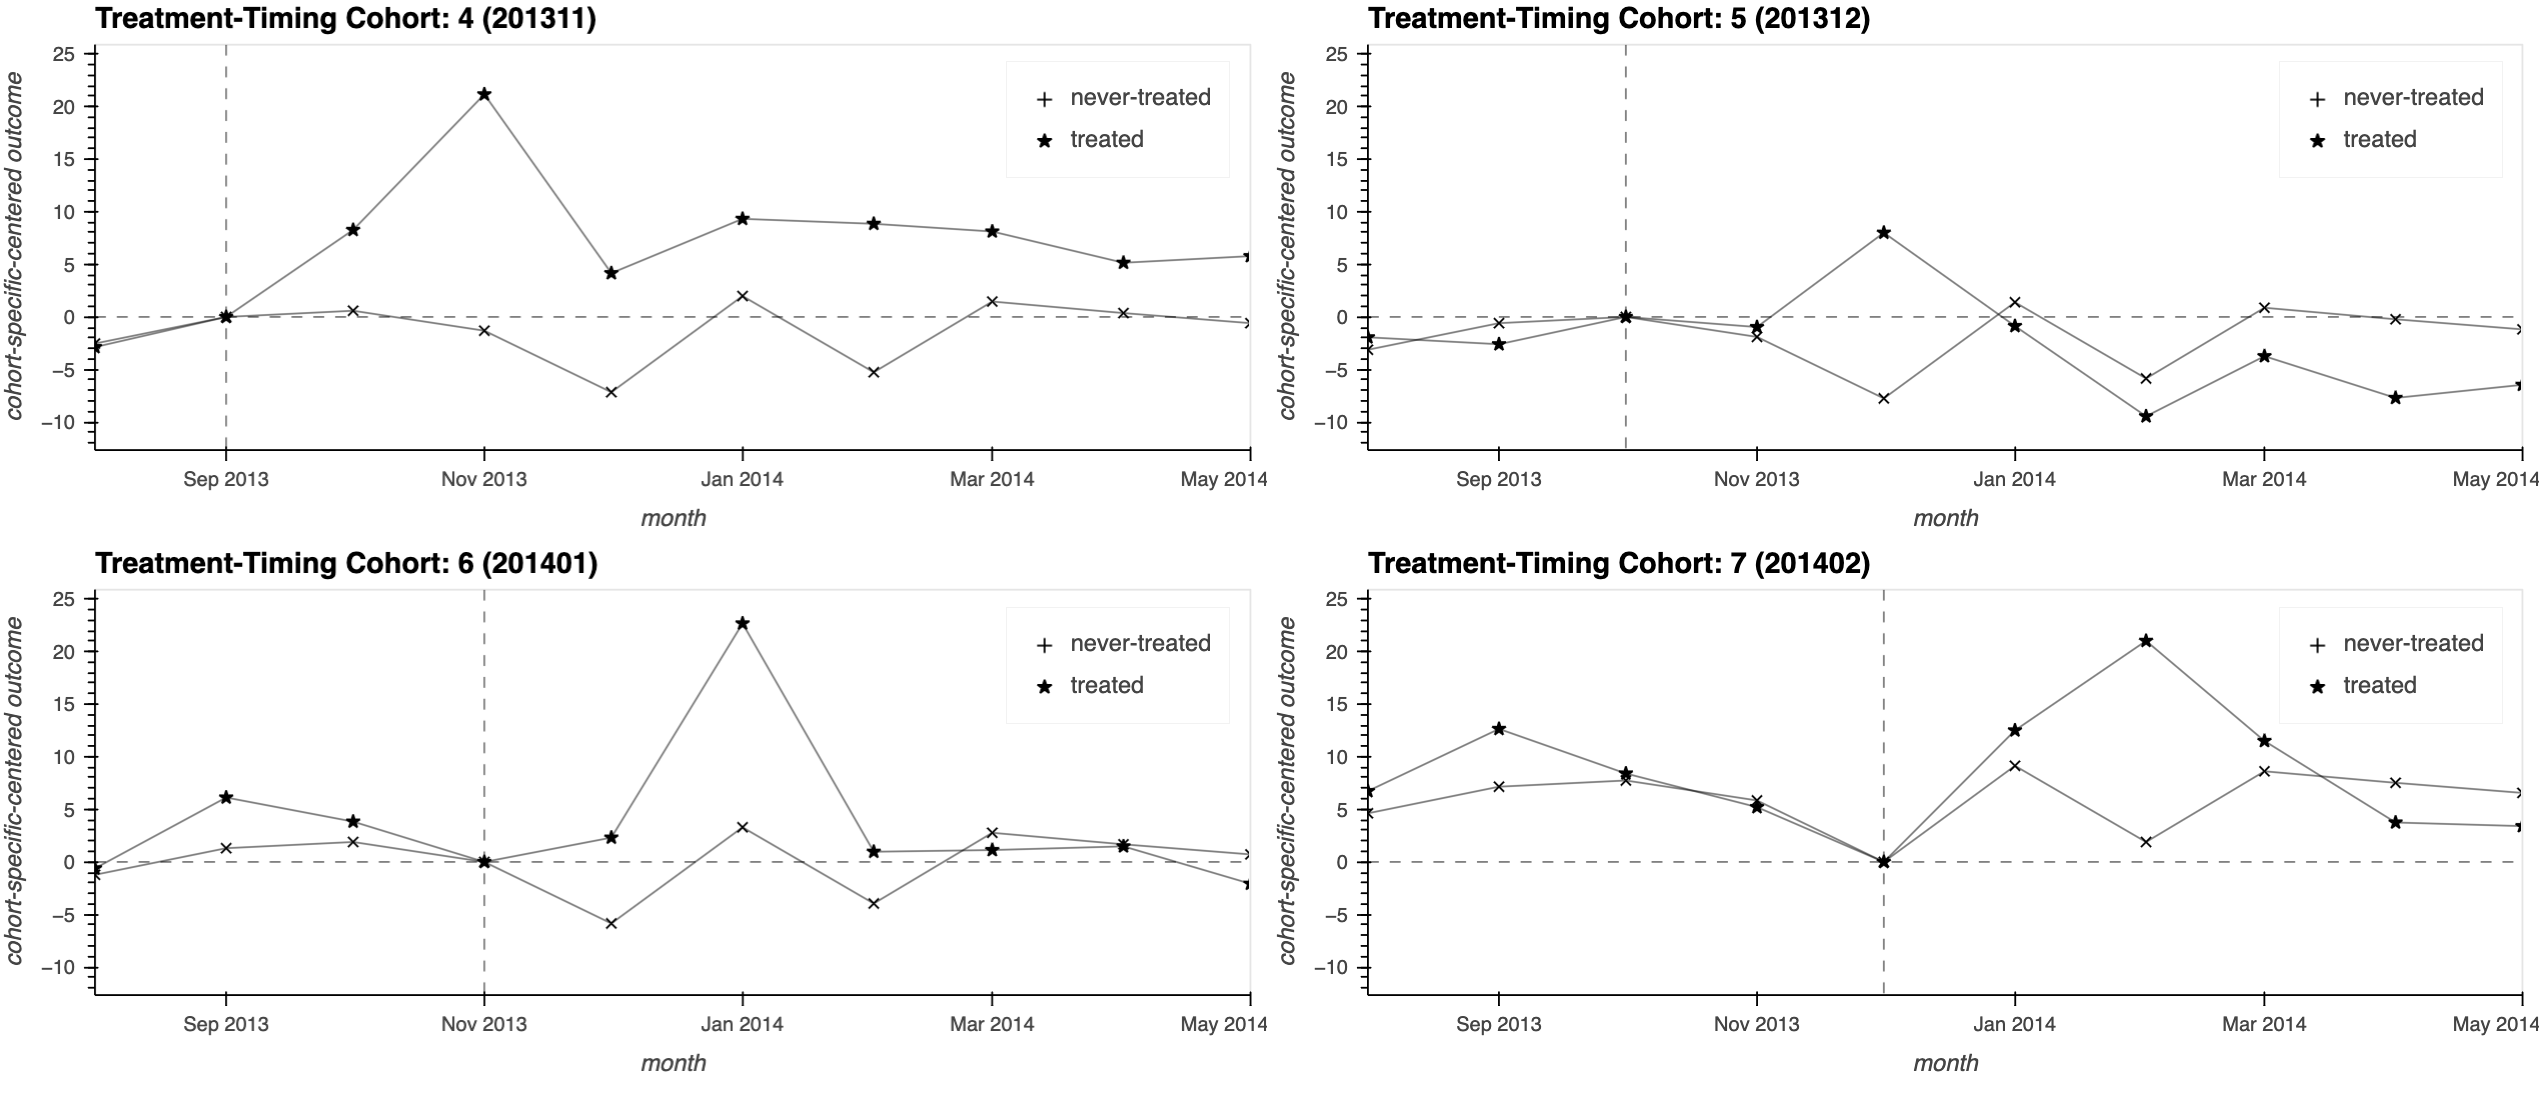 Treatment-Timing Cohort: 4 (201311)
cohort-specific-centered outcome
25
20
15
10
5
0
−5
−10
never-treated
treated
Sep 2013 Nov 2013 Jan 2014 Mar 2014 May 2014
month
Treatment-Timing Cohort: 5 (201312)
cohort-specific-centered outcome
25
20
15
10
5
0
−5
−10
never-treated
treated
Sep 2013 Nov 2013 Jan 2014 Mar 2014 May 2014
month
Treatment-Timing Cohort: 6 (201401)
cohort-specific-centered outcome
25
20
15
10
5
0
−5
−10
never-treated
treated
Sep 2013 Nov 2013 Jan 2014 Mar 2014 May 2014
month
Treatment-Timing Cohort: 7 (201402)
cohort-specific-centered outcome
25
20
15
10
5
0
−5
−10
never-treated
treated
Sep 2013 Nov 2013 Jan 2014 Mar 2014 May 2014
month